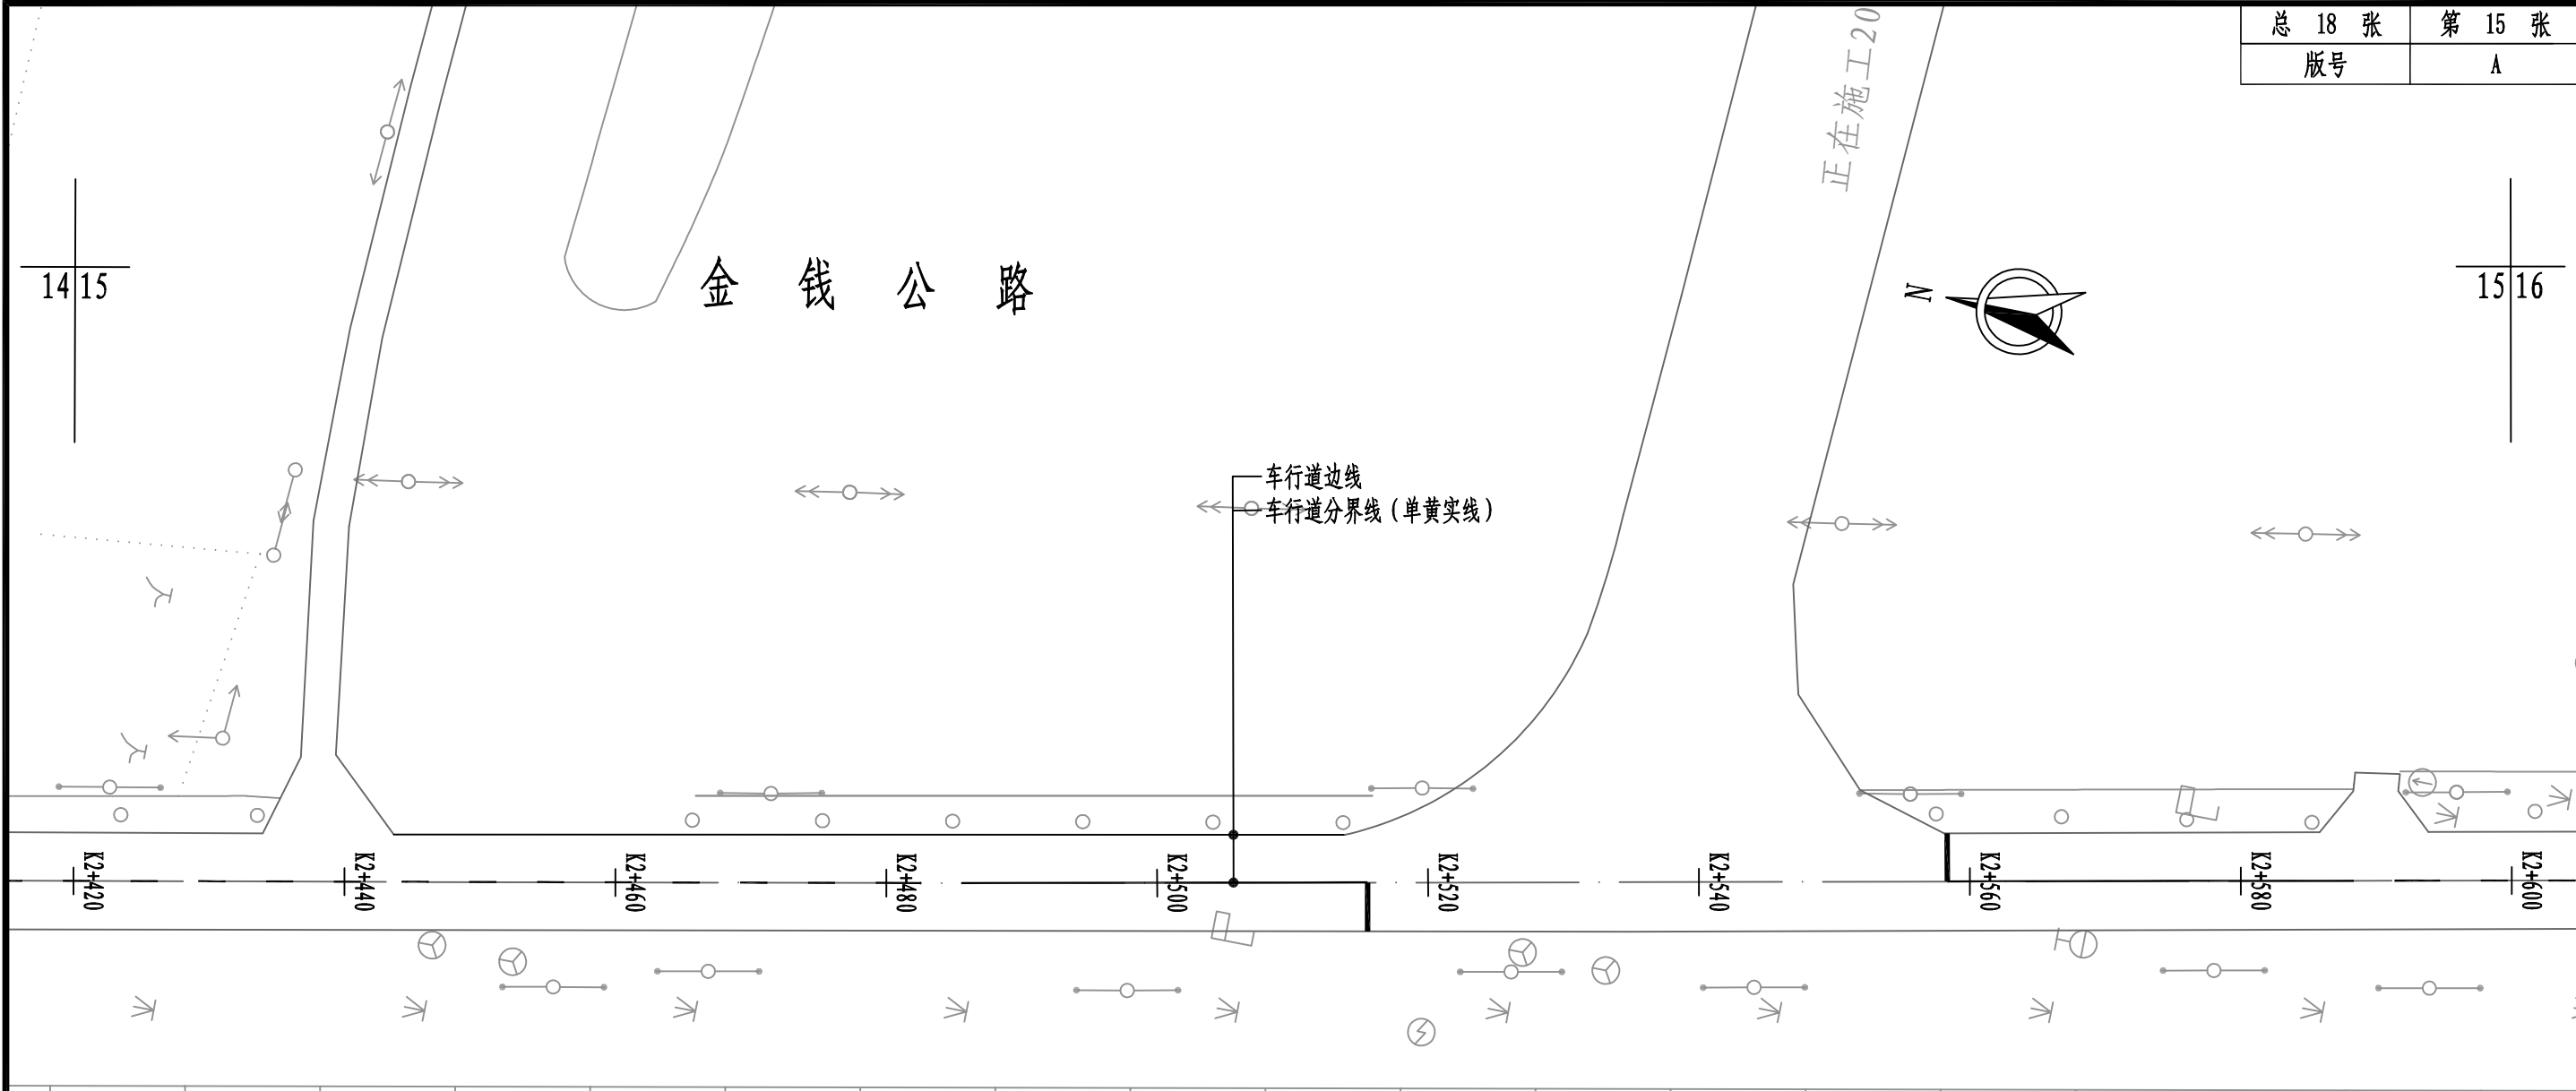 总 18 张 第 15 张
版号 A
正在施工20
14 15
金钱公路
N
15 16
车行道边线
车行道分界线（单黄实线）
K2+420
K2+440
K2+460
K2+480
K2+500
K2+520
K2+540
K2+560
K2+580
K2+600